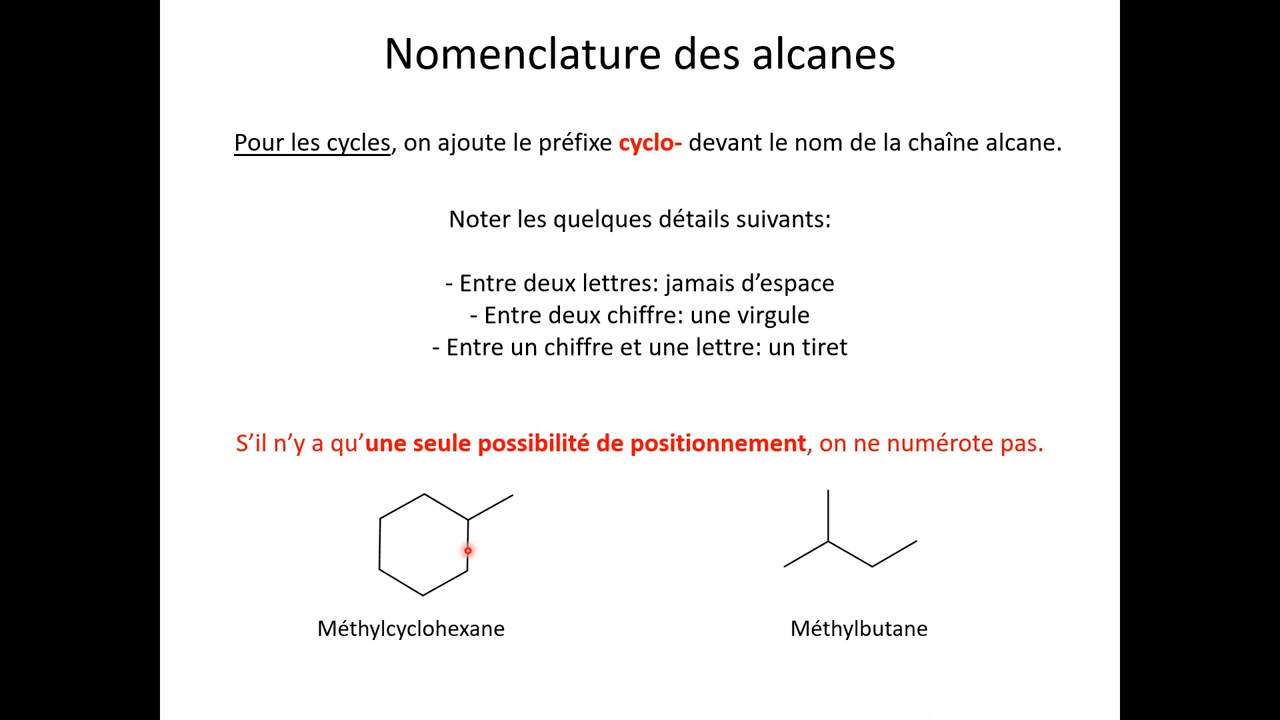 Nomenclature des alcanes
Pour les cycles, on ajoute le préfixe cyclo- devant le nom de la chaîne alcane.
Noter les quelques détails suivants:
- Entre deux lettres: jamais d’espace
- Entre deux chiffre: une virgule
- Entre un chiffre et une lettre: un tiret
S’il n’y a qu’une seule possibilité de positionnement, on ne numérote pas.
Méthylcyclohexane
Méthylbutane